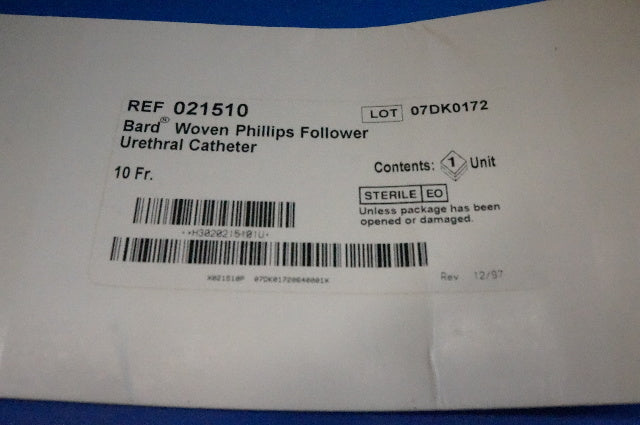 REF 021510
LOT 07DK0172
Bard® Woven Phillips Follower
Urethral Catheter
10 Fr.
Contents: 1 Unit
STERILE EO
Unless package has been
opened or damaged.
Rev 12/97